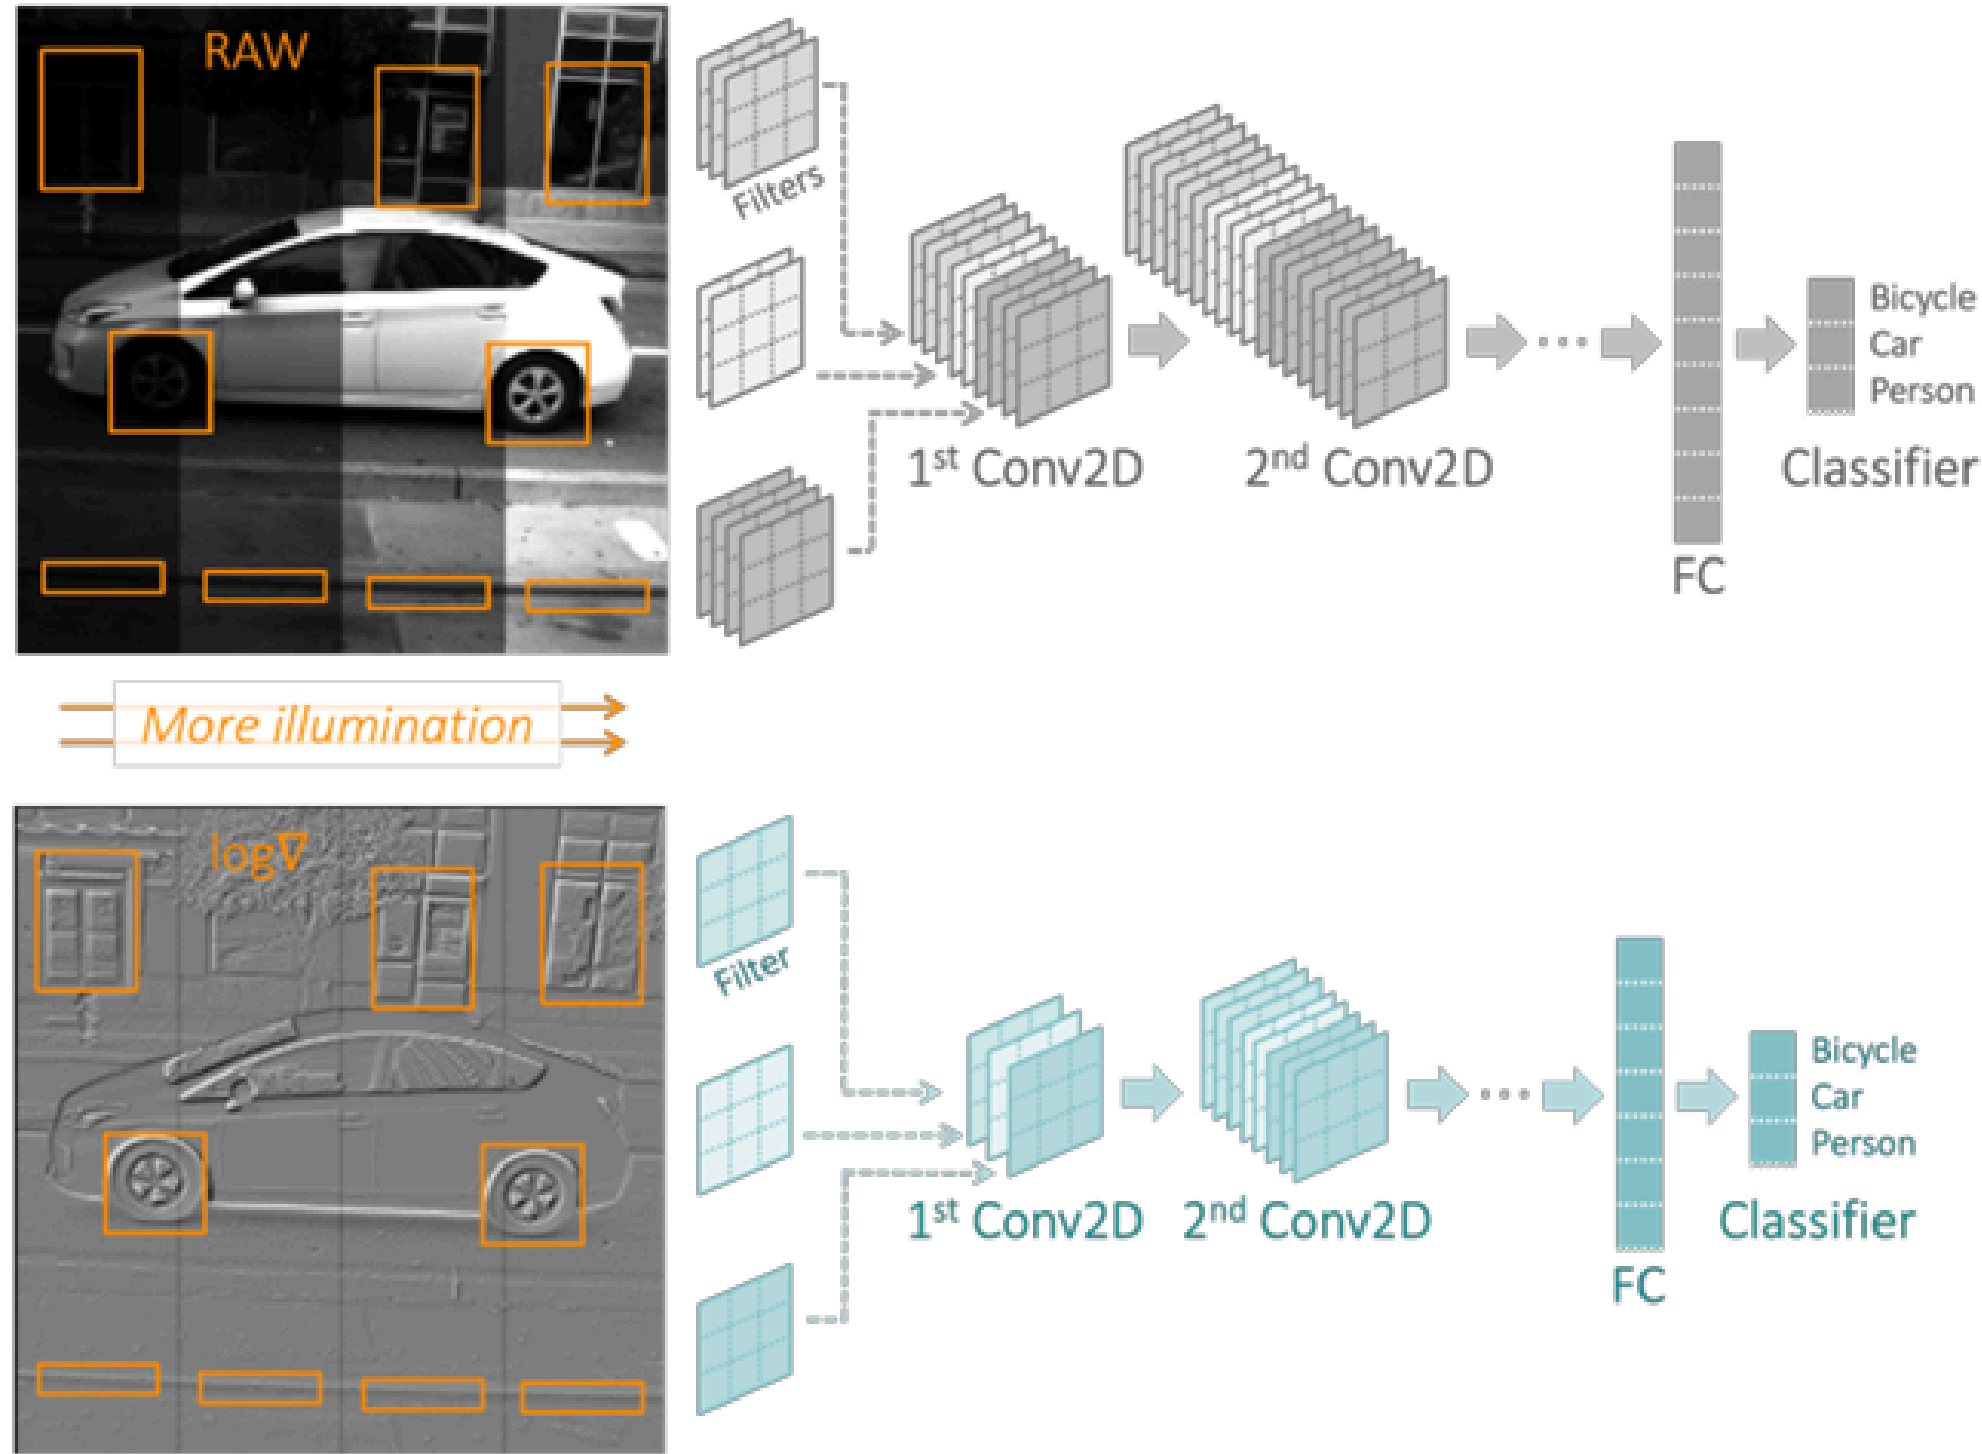 RAW
Filters
1st Conv2D
2nd Conv2D
FC
Bicycle
Car
Person
Classifier
More illumination
log∇
Filter
1st Conv2D
2nd Conv2D
FC
Bicycle
Car
Person
Classifier